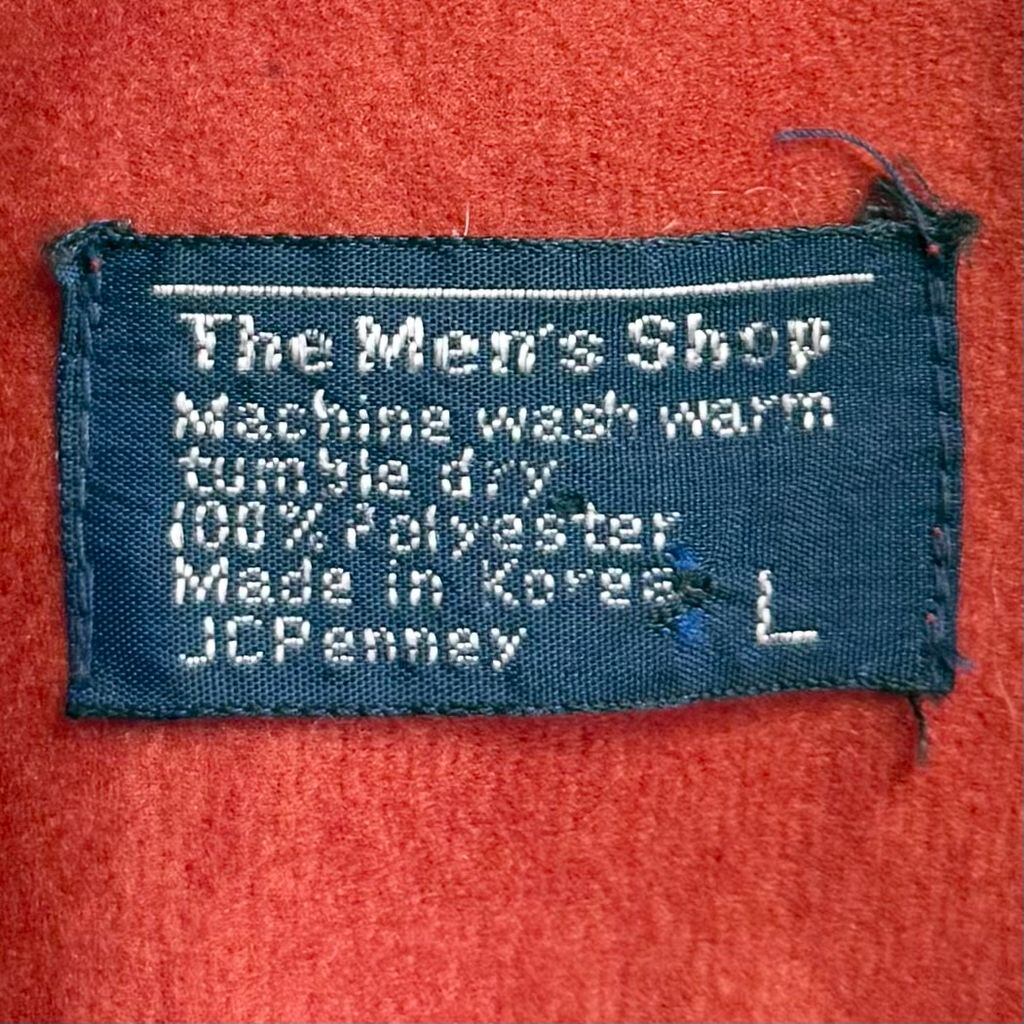 The Men's Shop
Machine wash warm
tumble dry
100% Polyester
Made in Korea
L
JCPenney